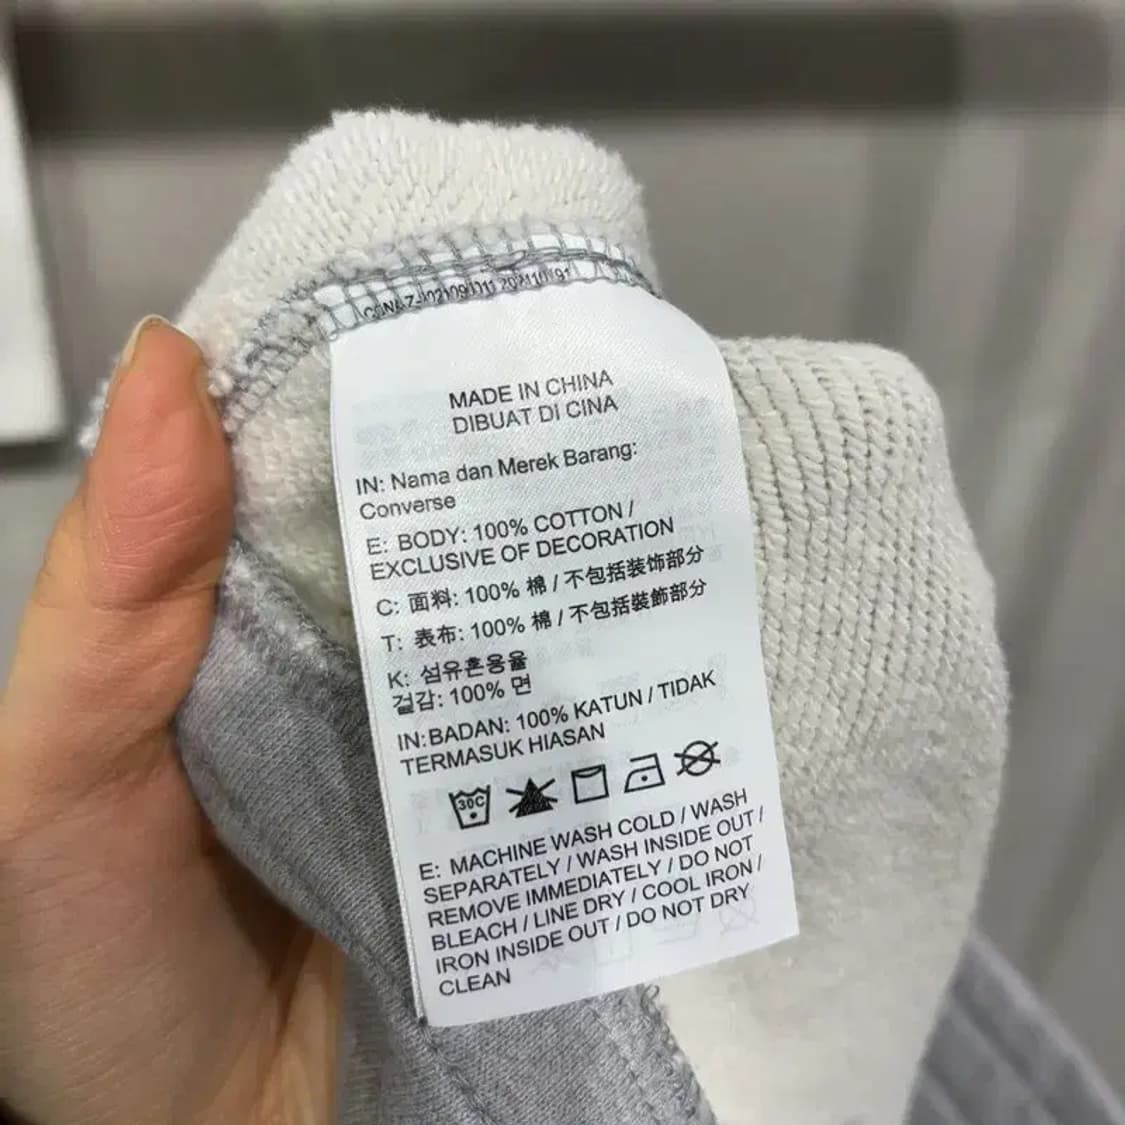 MADE IN CHINA
DIBUAT DI CINA
IN: Nama dan Merek Barang:
Converse
E: BODY: 100% COTTON /
EXCLUSIVE OF DECORATION
C: 面料: 100% 棉 / 不包括装饰部分
T: 表布: 100% 棉 / 不包括裝飾部分
K: 섬유혼용율
겉감: 100% 면
IN:BADAN: 100% KATUN / TIDAK
TERMASUK HIASAN
30C
E: MACHINE WASH COLD / WASH
SEPARATELY / WASH INSIDE OUT /
REMOVE IMMEDIATELY / DO NOT
BLEACH / LINE DRY / COOL IRON /
IRON INSIDE OUT / DO NOT DRY
CLEAN